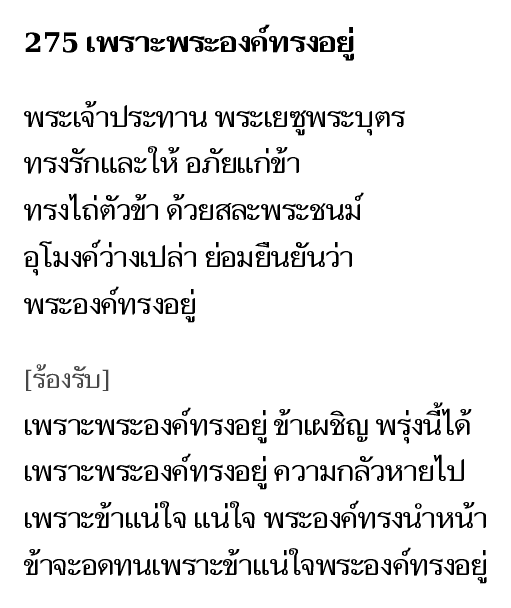 275 เพราะพระองค์ทรงอยู่
พระเจ้าประทาน พระเยซูพระบุตร
ทรงรักและให้ อภัยแก่ข้า
ทรงไถ่ตัวข้า ด้วยสละพระชนม์
อุโมงค์ว่างเปล่า ย่อมยืนยันว่า
พระองค์ทรงอยู่
[ร้องรับ]
เพราะพระองค์ทรงอยู่ ข้าเผชิญ พรุ่งนี้ได้
เพราะพระองค์ทรงอยู่ ความกลัวหายไป
เพราะข้าแน่ใจ แน่ใจ พระองค์ทรงนำหน้า
ข้าจะอดทนเพราะข้าแน่ใจพระองค์ทรงอยู่